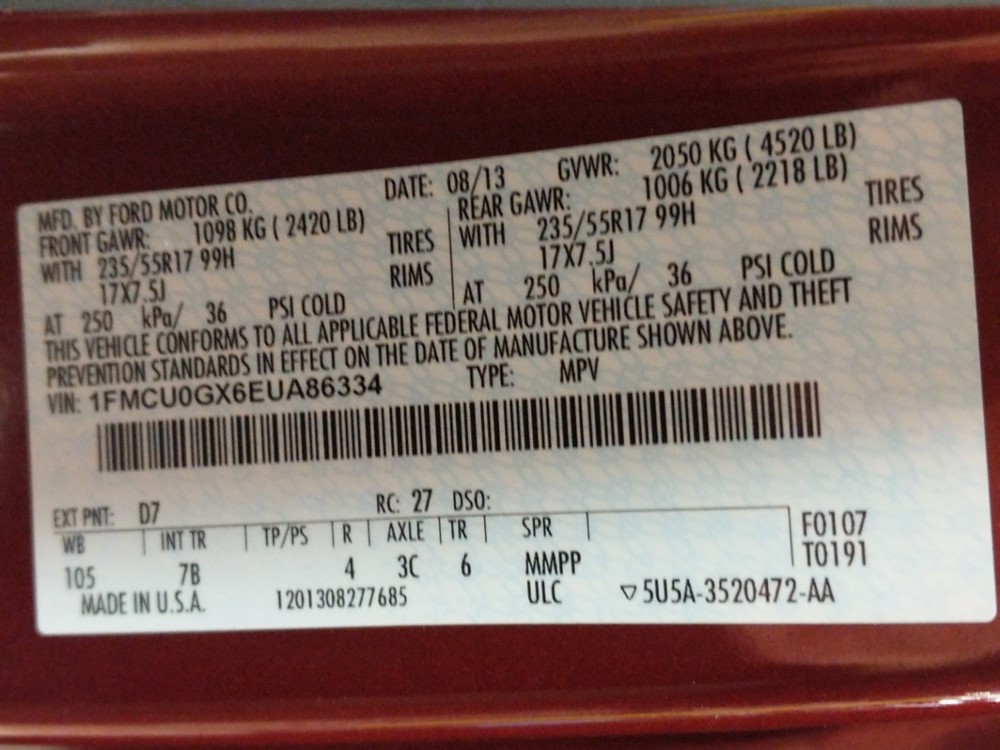 MFD. BY FORD MOTOR CO. DATE: 08/13 GVWR: 2050 KG ( 4520 LB)
FRONT GAWR: 1098 KG ( 2420 LB) REAR GAWR: 1006 KG ( 2218 LB)
WITH 235/55R17 99H TIRES WITH 235/55R17 99H TIRES
17X7.5J RIMS 17X7.5J RIMS
AT 250 kPa/ 36 PSI COLD AT 250 kPa/ 36 PSI COLD
THIS VEHICLE CONFORMS TO ALL APPLICABLE FEDERAL MOTOR VEHICLE SAFETY AND THEFT
PREVENTION STANDARDS IN EFFECT ON THE DATE OF MANUFACTURE SHOWN ABOVE.
VIN: 1FMCU0GX6EUA86334 TYPE: MPV
EXT PNT: D7 RC: 27 DSO:
WB INT TR TP/PS R AXLE TR SPR F0107
105 7B 4 3C 6 MMPP T0191
MADE IN U.S.A. 1201308277685 ULC ▽5U5A-3520472-AA